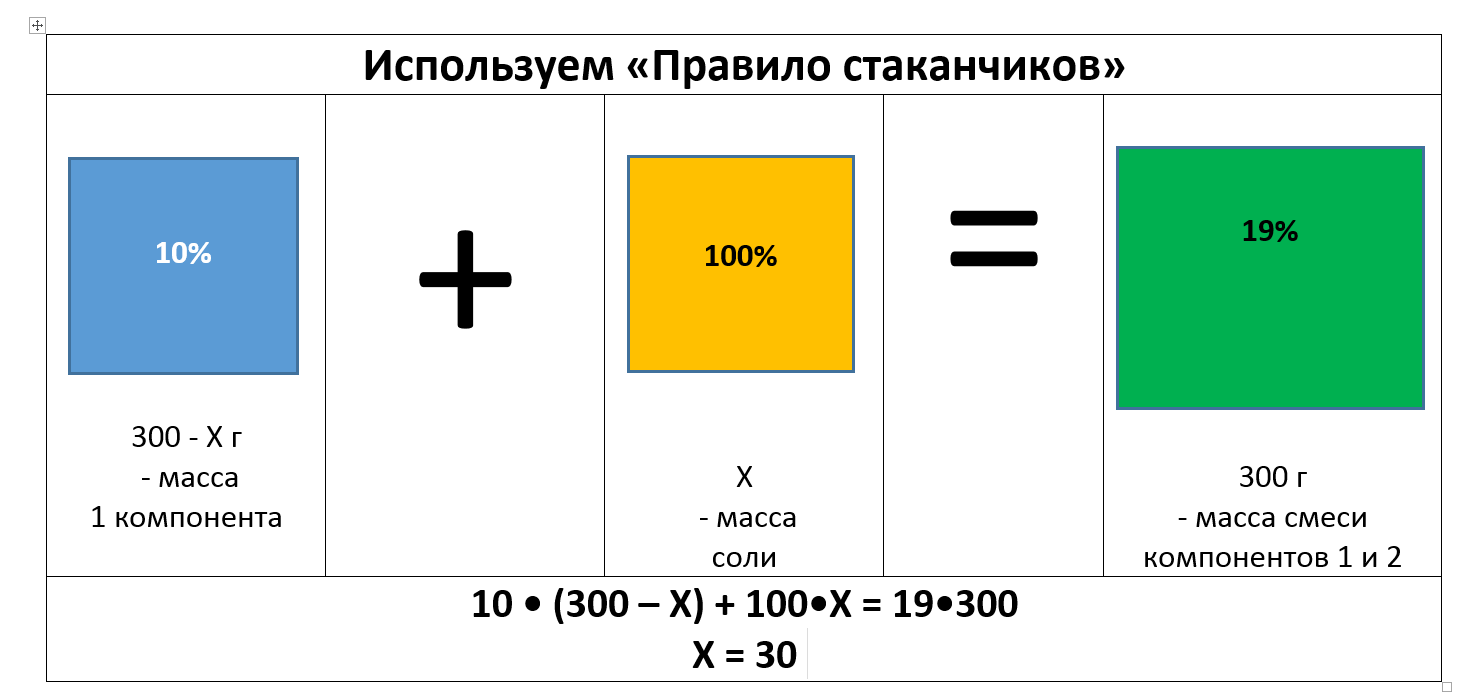 Используем «Правило стаканчиков»
10%
+
100%
=
19%
300 - X г
- масса
1 компонента
X
- масса
соли
300 г
- масса смеси
компонентов 1 и 2
10 • (300 – X) + 100•X = 19•300
X = 30